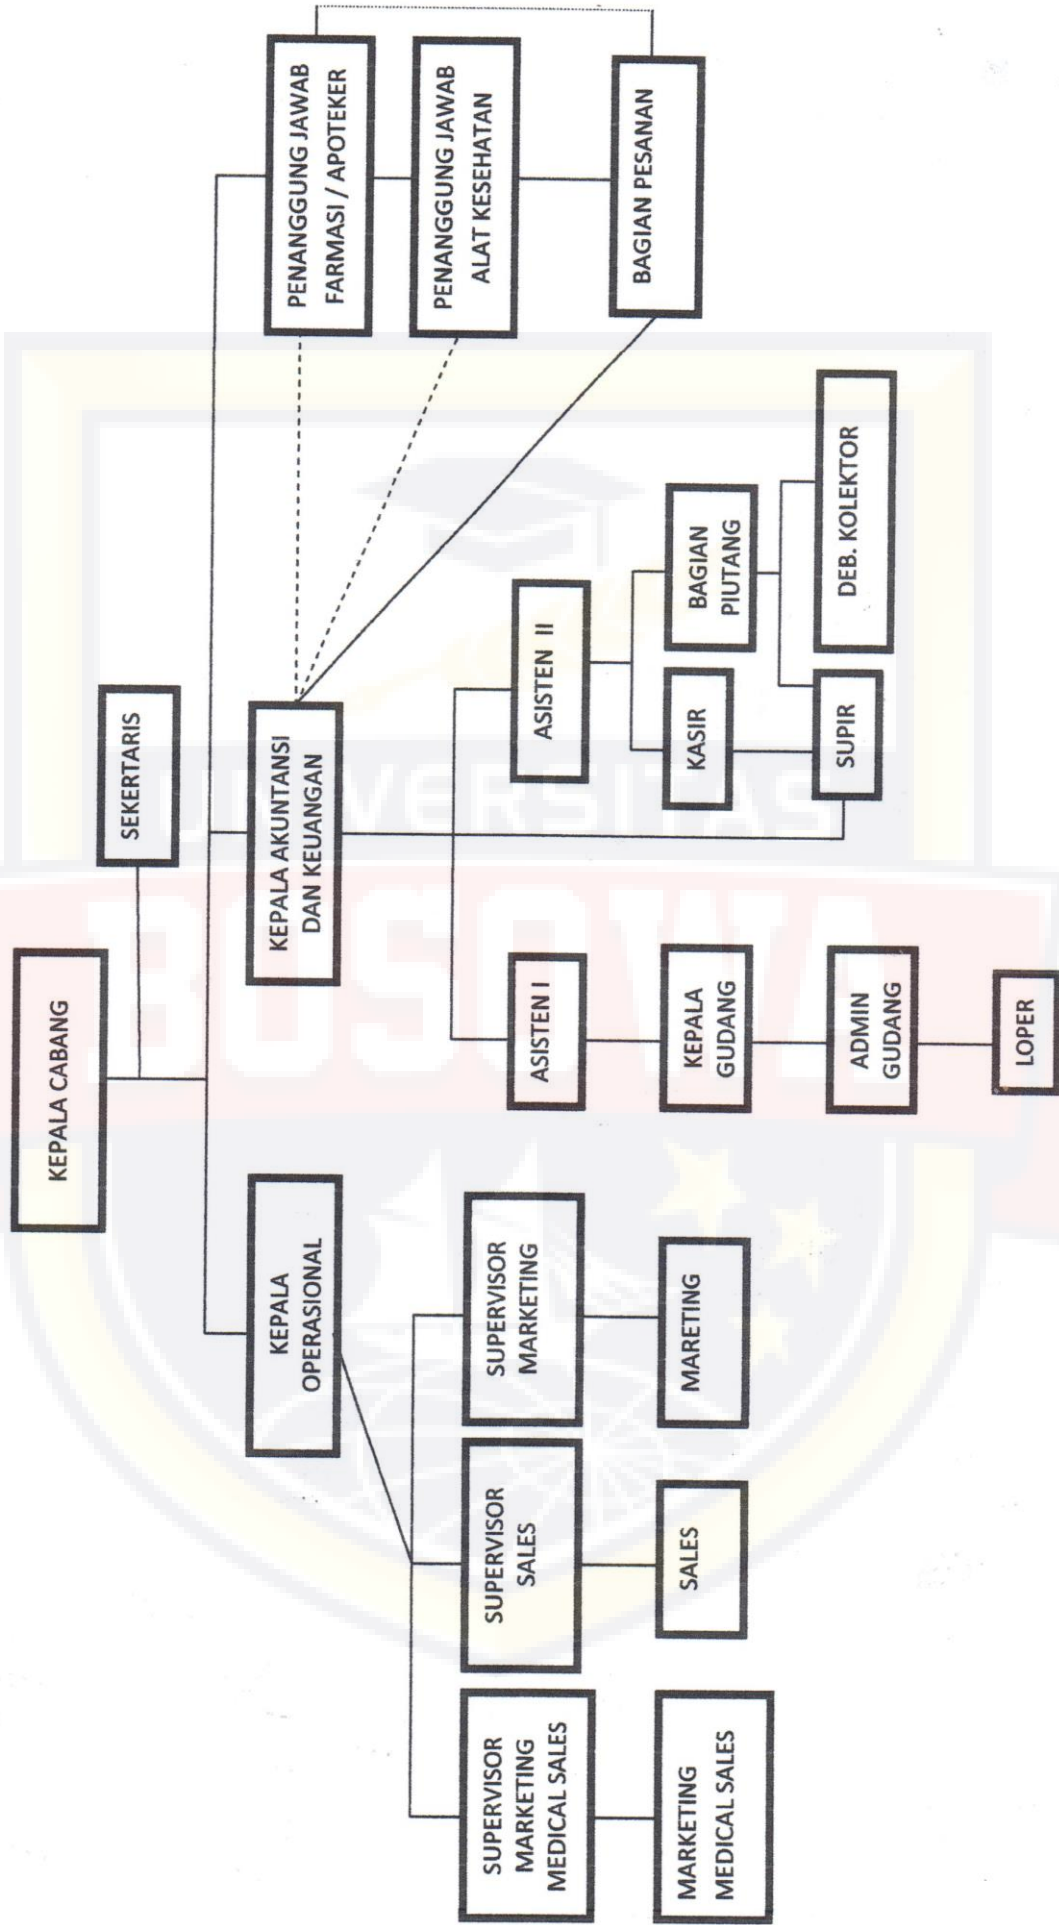 KEPALA CABANG
SEKERTARIS
KEPALA
OPERASIONAL
KEPALA AKUNTANSI
DAN KEUANGAN
PENANGGUNG JAWAB
FARMASI / APOTEKER
PENANGGUNG JAWAB
ALAT KESEHATAN
BAGIAN PESANAN
SUPERVISOR
MARKETING
MEDICAL SALES
SUPERVISOR
SALES
SUPERVISOR
MARKETING
ASISTEN I
ASISTEN II
MARKETING
MEDICAL SALES
SALES
MARETING
KEPALA
GUDANG
KASIR
BAGIAN
PIUTANG
ADMIN
GUDANG
SUPIR
DEB. KOLEKTOR
LOPER
UNIVERSITAS
BOSOWA